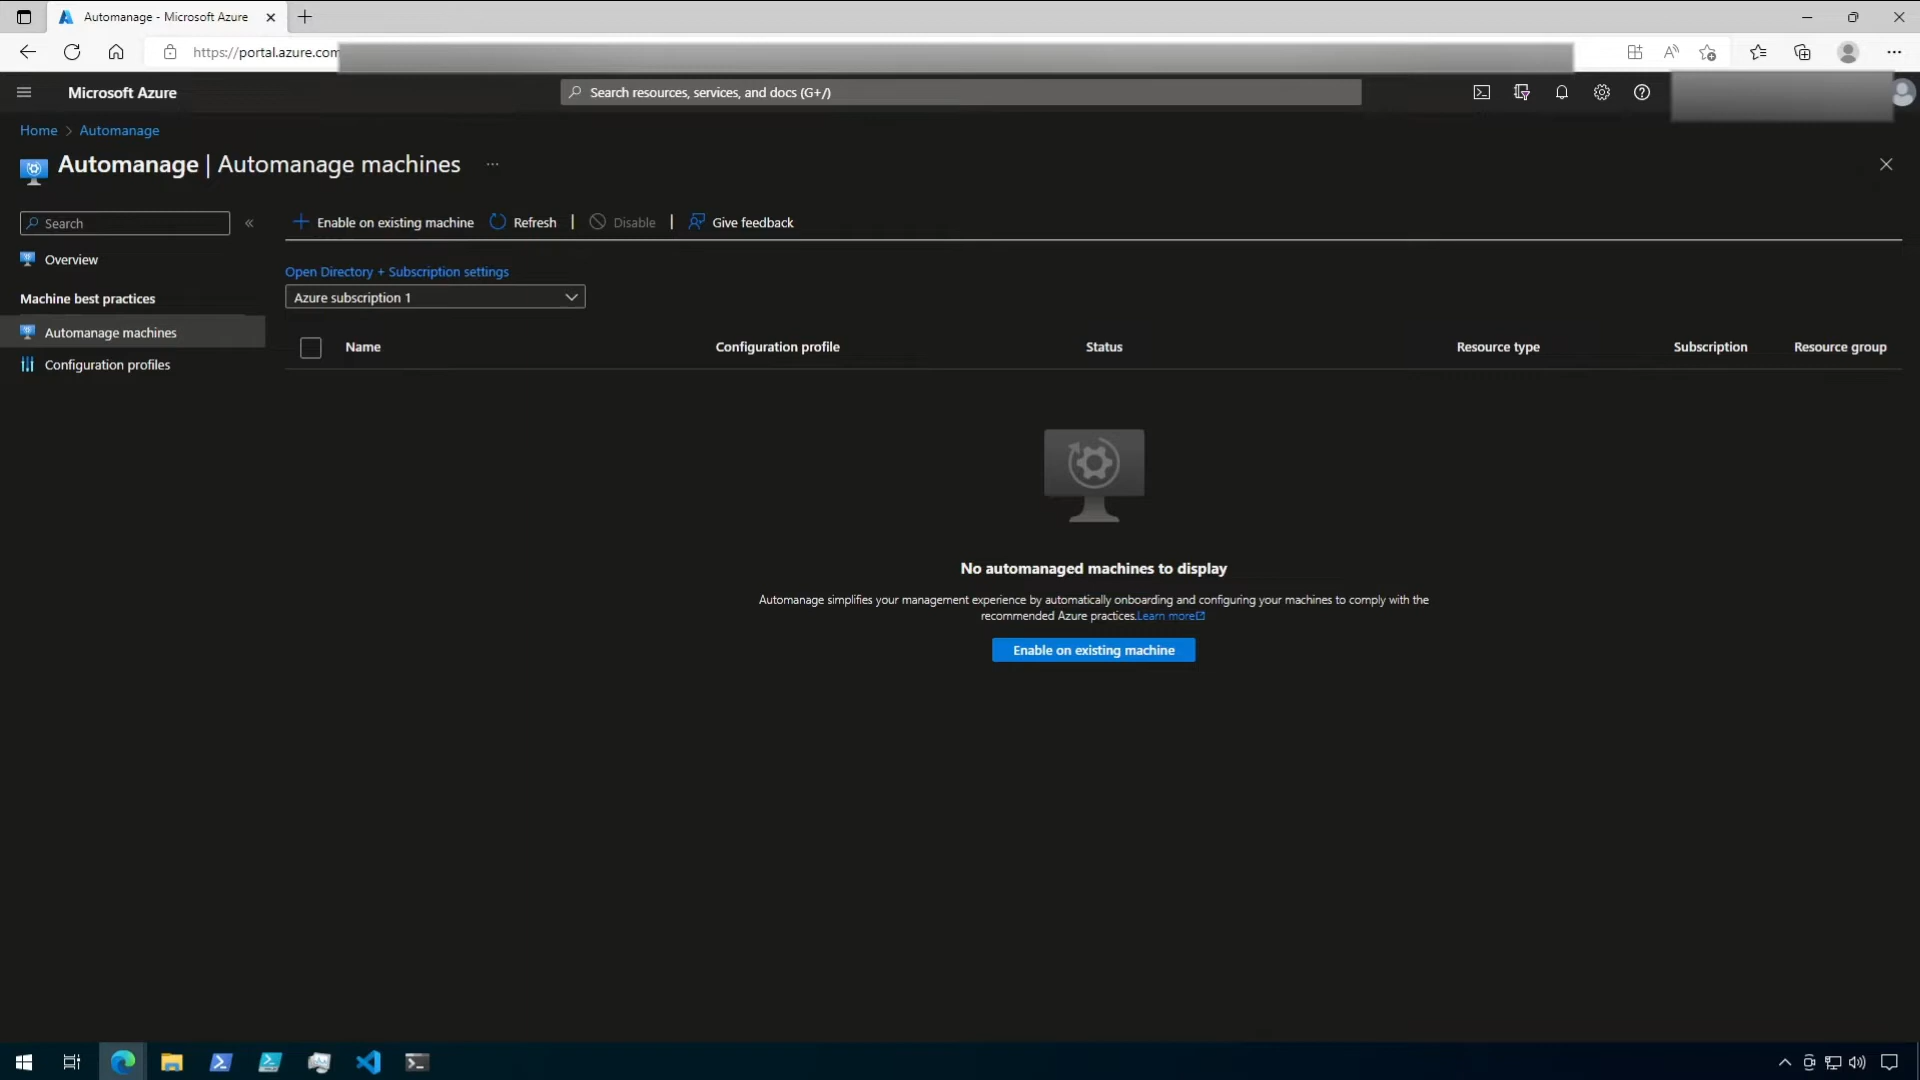 Automanage - Microsoft Azure
https://portal.azure.com
Microsoft Azure
Search resources, services, and docs (G+/)
Home > Automanage
Automanage | Automanage machines ...
Search
«
Enable on existing machine
Refresh
Disable
Give feedback
Overview
Machine best practices
Automanage machines
Configuration profiles
Open Directory + Subscription settings
Azure subscription 1
Name Configuration profile Status Resource type Subscription Resource group
No automanaged machines to display
Automanage simplifies your management experience by automatically onboarding and configuring your machines to comply with the
recommended Azure practices.Learn more
Enable on existing machine